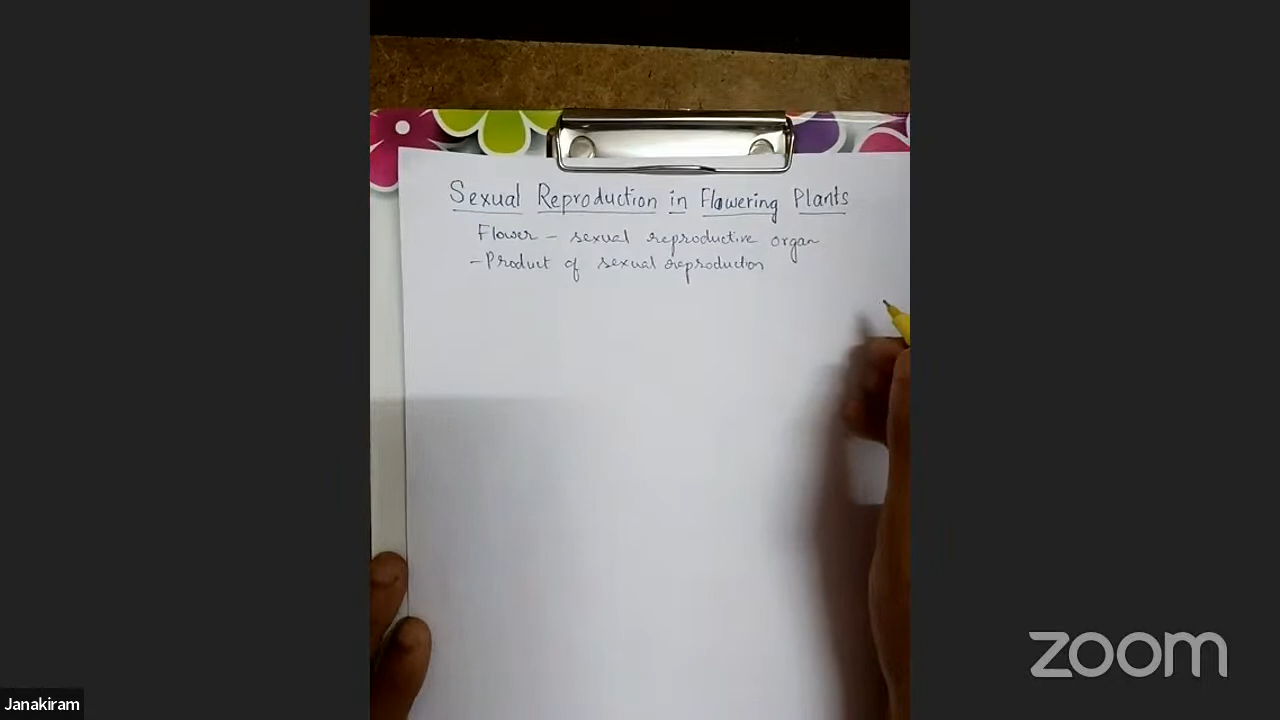 Sexual Reproduction in Flowering Plants
Flower – sexual reproductive organ
– Product of sexual reproduction
zoom
Janakiram